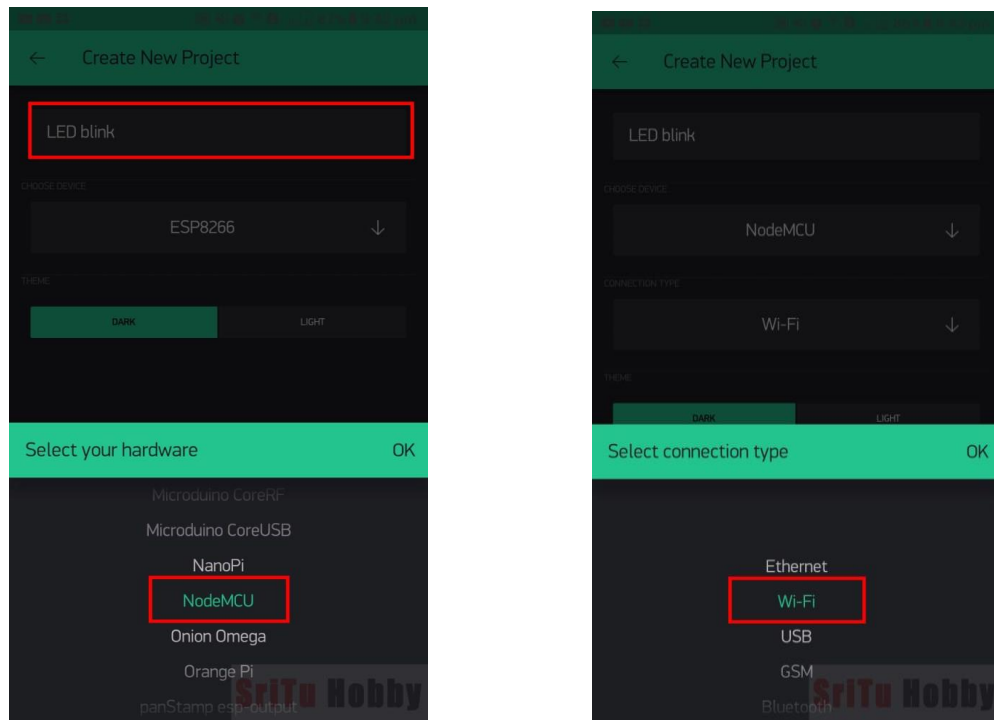 Create New Project
LED blink
CHOOSE DEVICE
ESP8266
THEME
DARK LIGHT
Select your hardware OK
Microduino CoreRF
Microduino CoreUSB
NanoPi
NodeMCU
Onion Omega
Orange Pi
panStamp esp-output
SriTu Hobby
Create New Project
LED blink
CHOOSE DEVICE
NodeMCU
CONNECTION TYPE
Wi-Fi
THEME
DARK LIGHT
Select connection type OK
Ethernet
Wi-Fi
USB
GSM
Bluetooth
SriTu Hobby